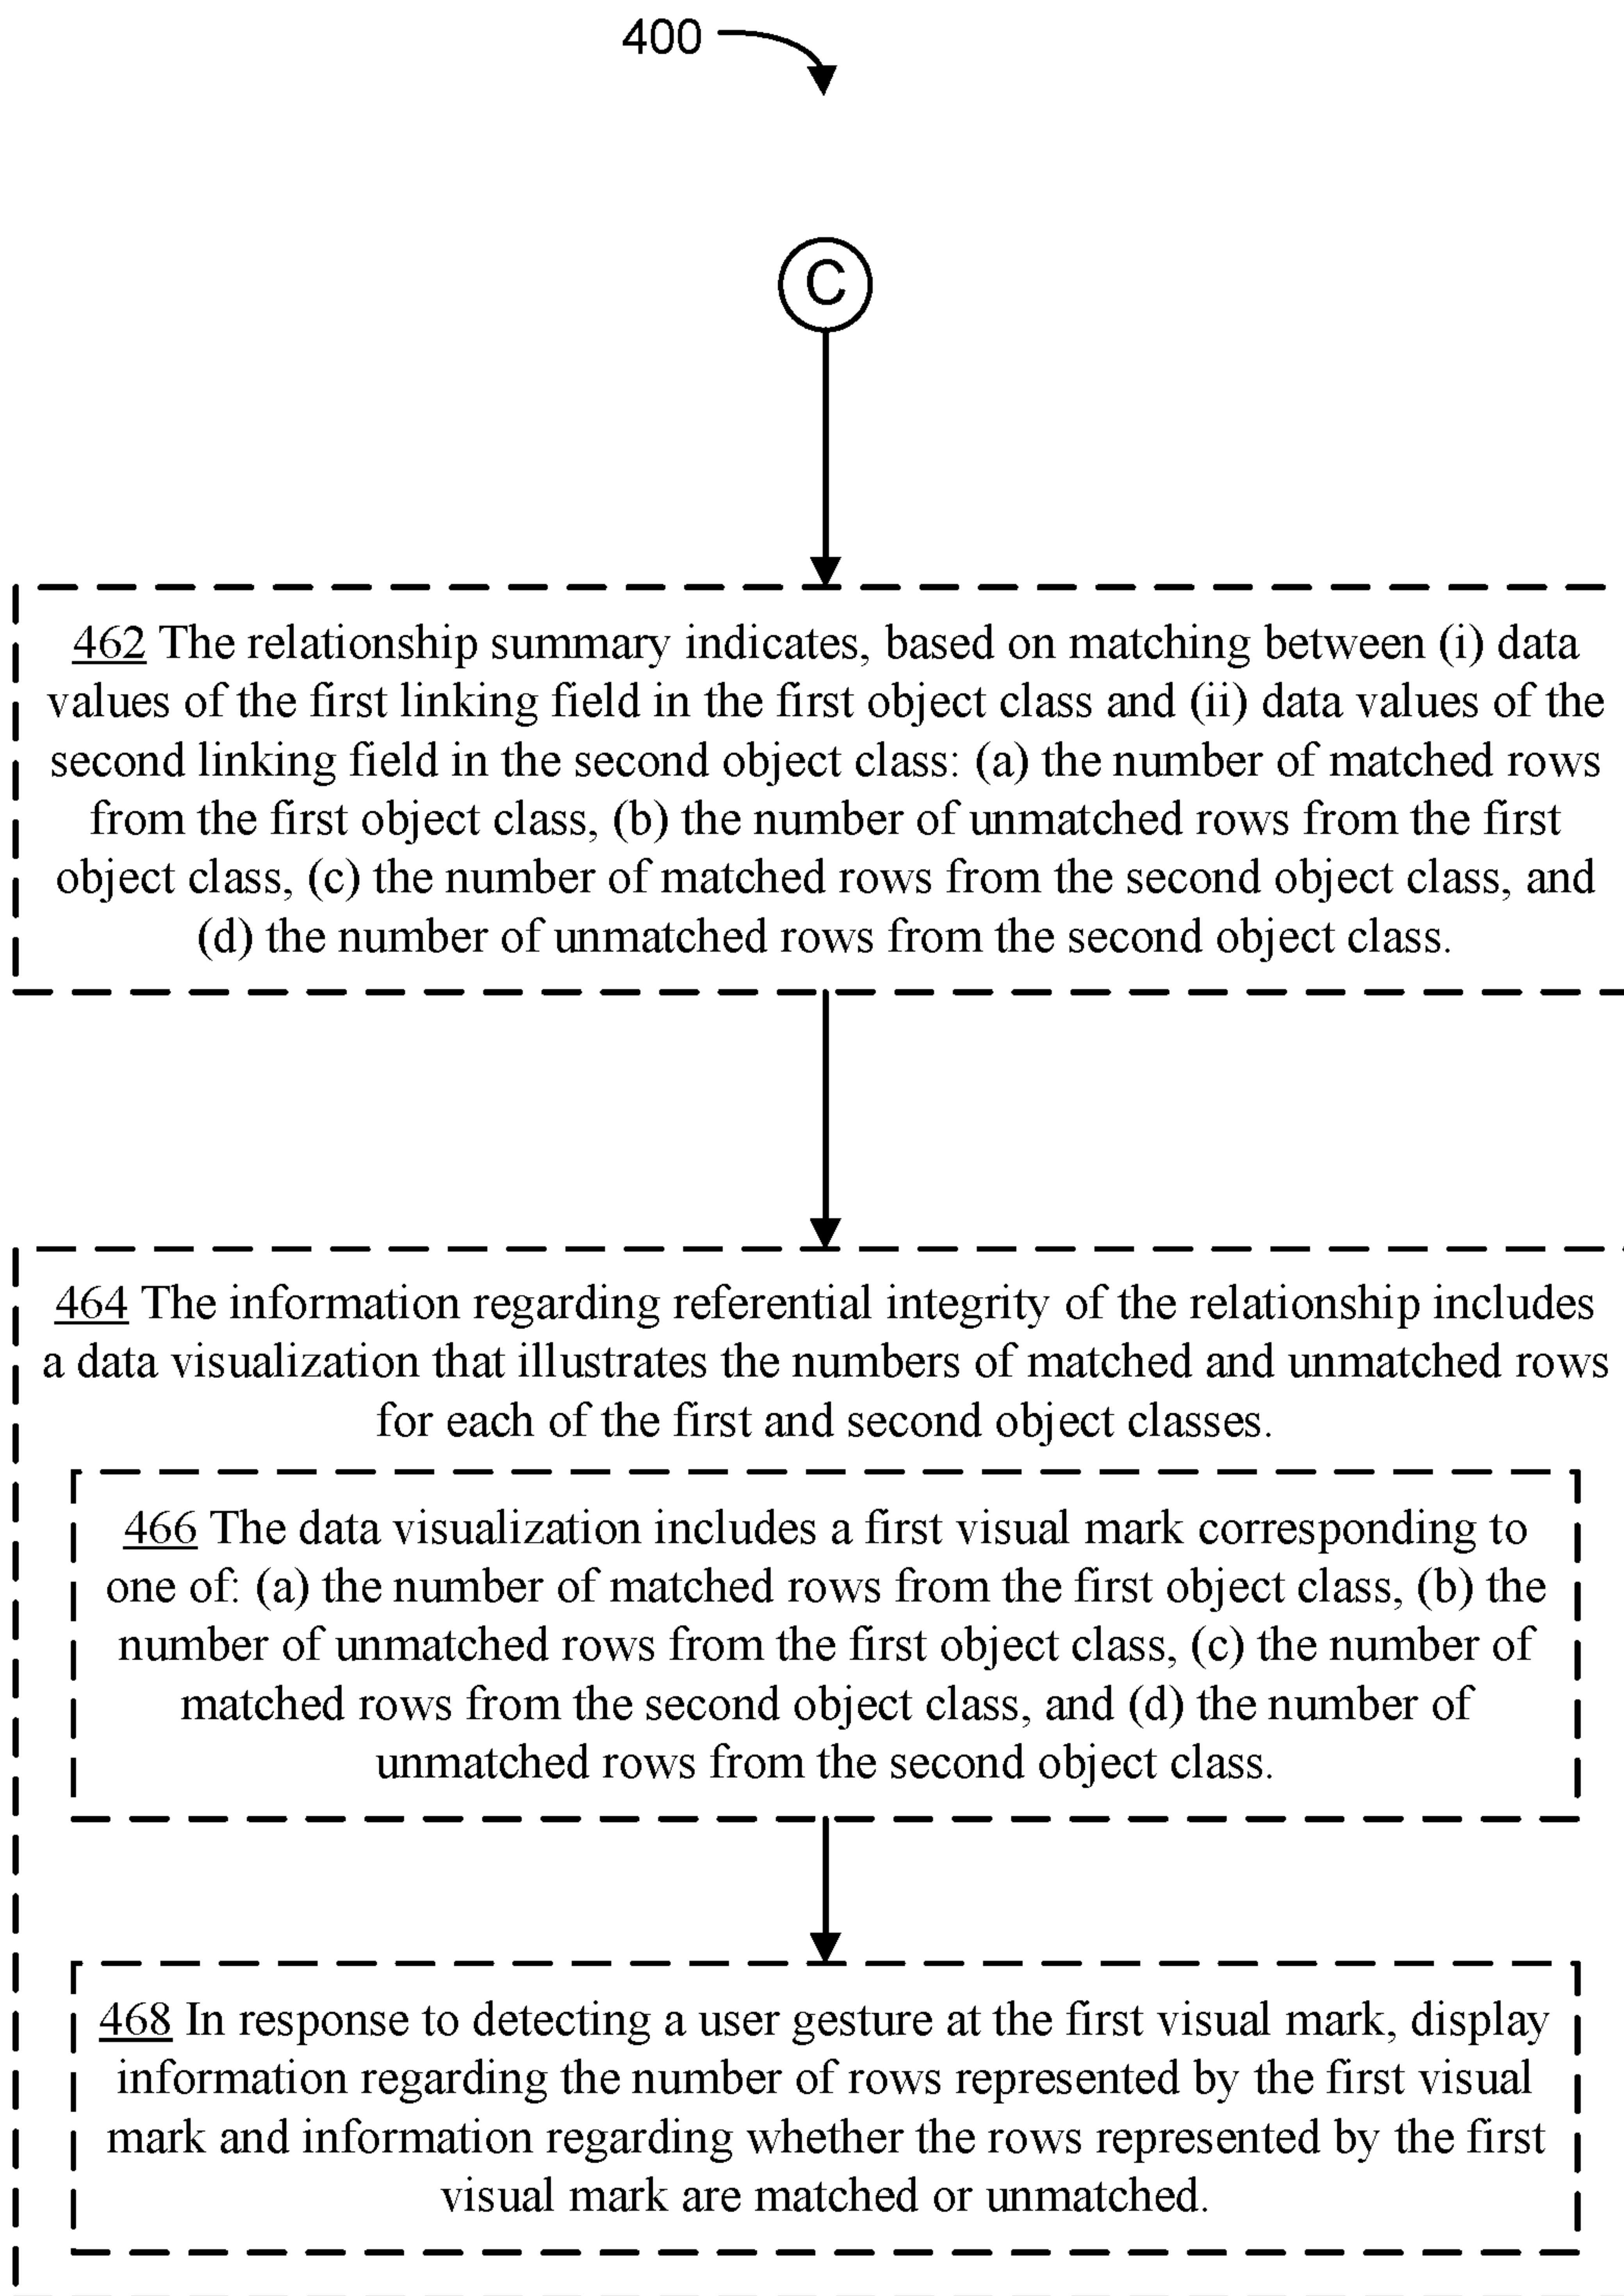 400
C
462 The relationship summary indicates, based on matching between (i) data
values of the first linking field in the first object class and (ii) data values of the
second linking field in the second object class: (a) the number of matched rows
from the first object class, (b) the number of unmatched rows from the first
object class, (c) the number of matched rows from the second object class, and
(d) the number of unmatched rows from the second object class.
464 The information regarding referential integrity of the relationship includes
a data visualization that illustrates the numbers of matched and unmatched rows
for each of the first and second object classes.
466 The data visualization includes a first visual mark corresponding to
one of: (a) the number of matched rows from the first object class, (b) the
number of unmatched rows from the first object class, (c) the number of
matched rows from the second object class, and (d) the number of
unmatched rows from the second object class.
468 In response to detecting a user gesture at the first visual mark, display
information regarding the number of rows represented by the first visual
mark and information regarding whether the rows represented by the first
visual mark are matched or unmatched.